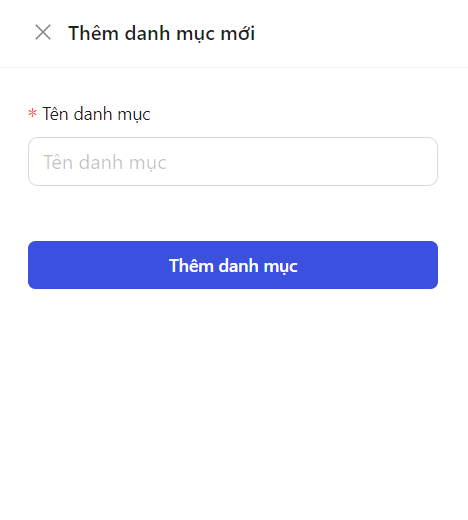 Thêm danh mục mới
* Tên danh mục
Tên danh mục
Thêm danh mục